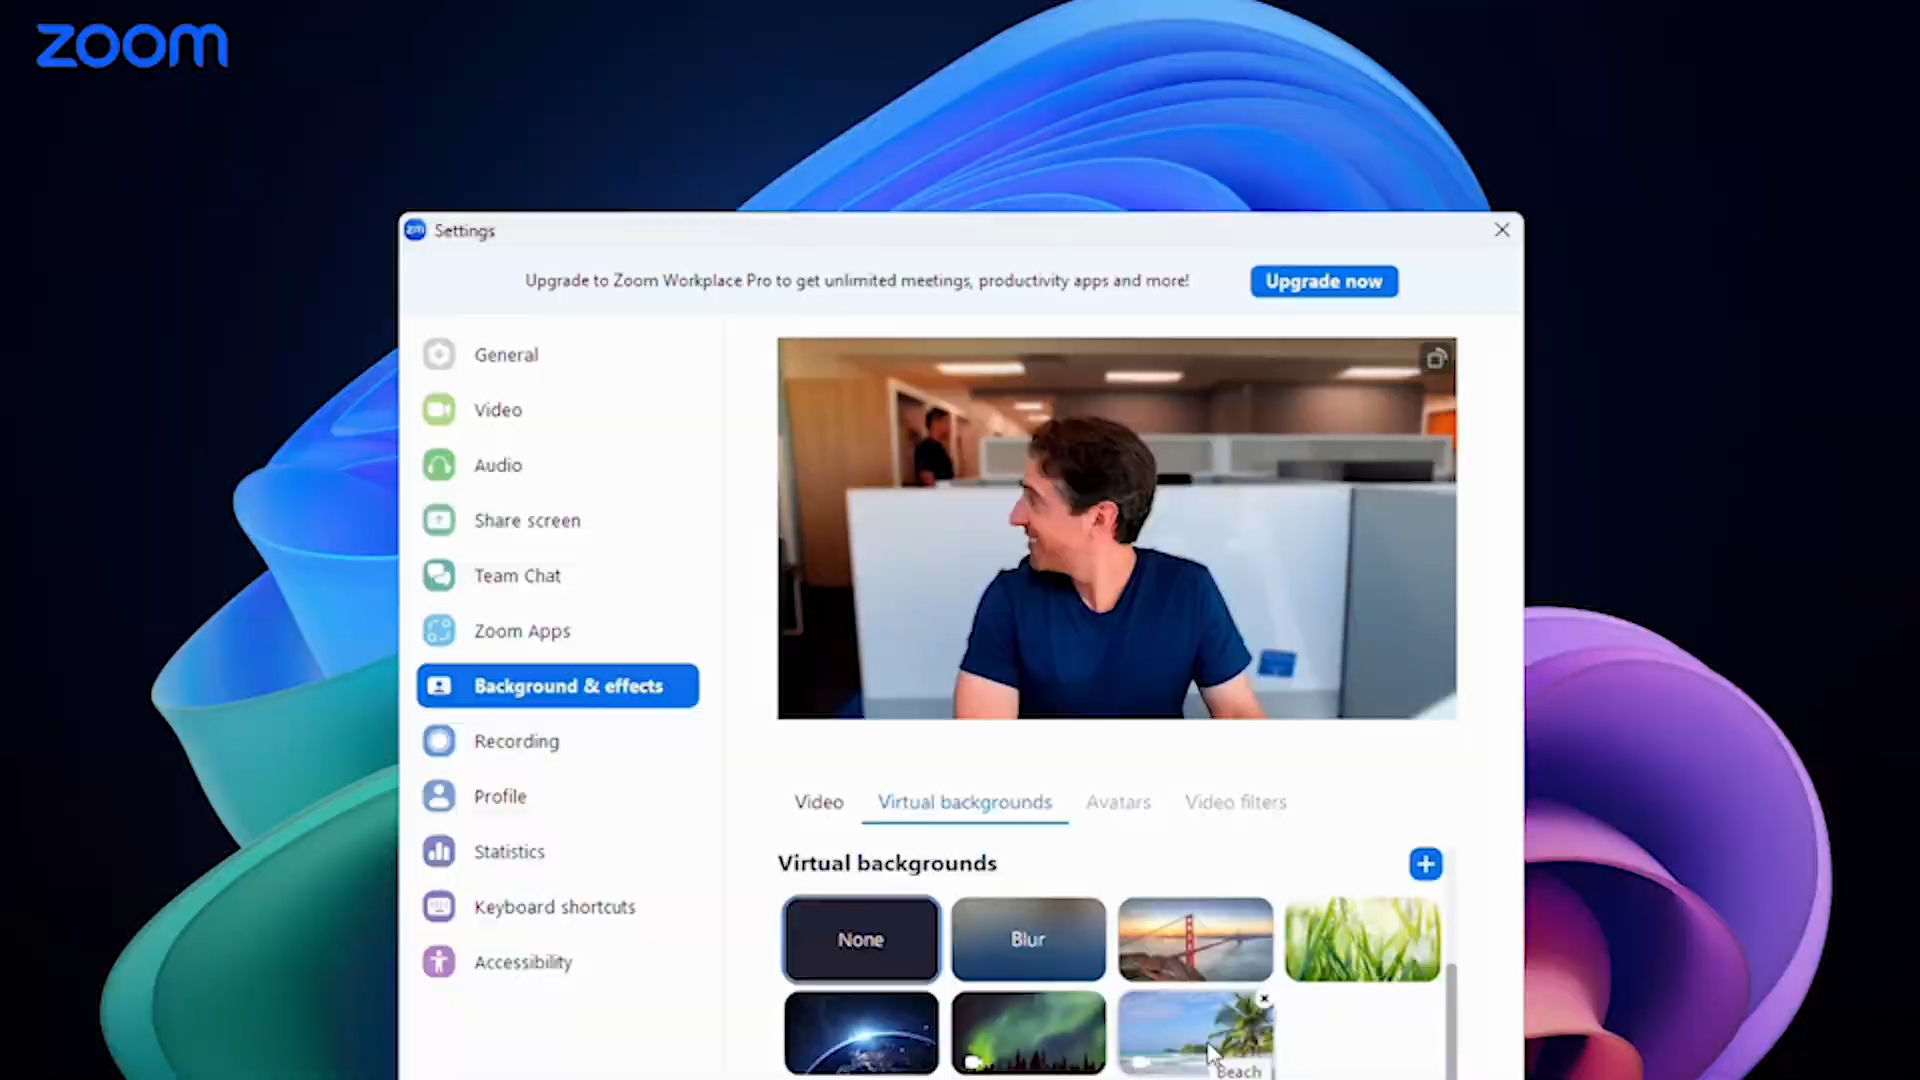 zoom
zm Settings
Upgrade to Zoom Workplace Pro to get unlimited meetings, productivity apps and more!
Upgrade now
General
Video
Audio
Share screen
Team Chat
Zoom Apps
Background & effects
Recording
Profile
Statistics
Keyboard shortcuts
Accessibility
Video Virtual backgrounds Avatars Video filters
Virtual backgrounds
None Blur
Beach